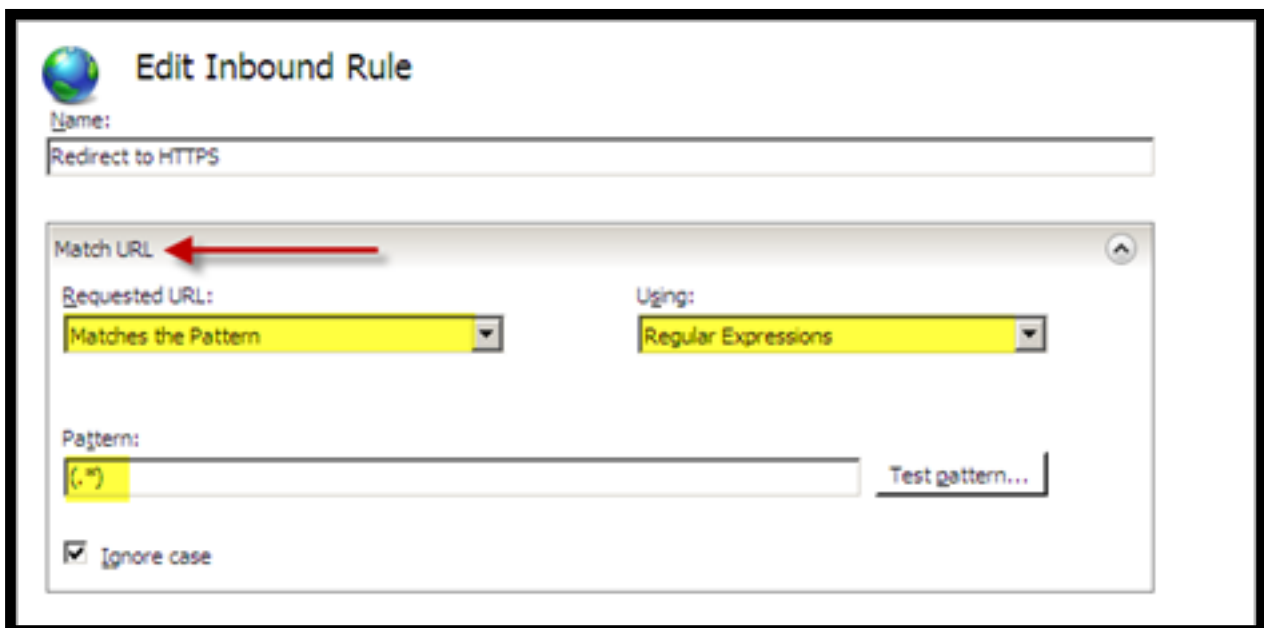 Edit Inbound Rule
Name:
Redirect to HTTPS
Match URL
Requested URL: Using:
Matches the Pattern Regular Expressions
Pattern:
(.*) Test pattern...
Ignore case